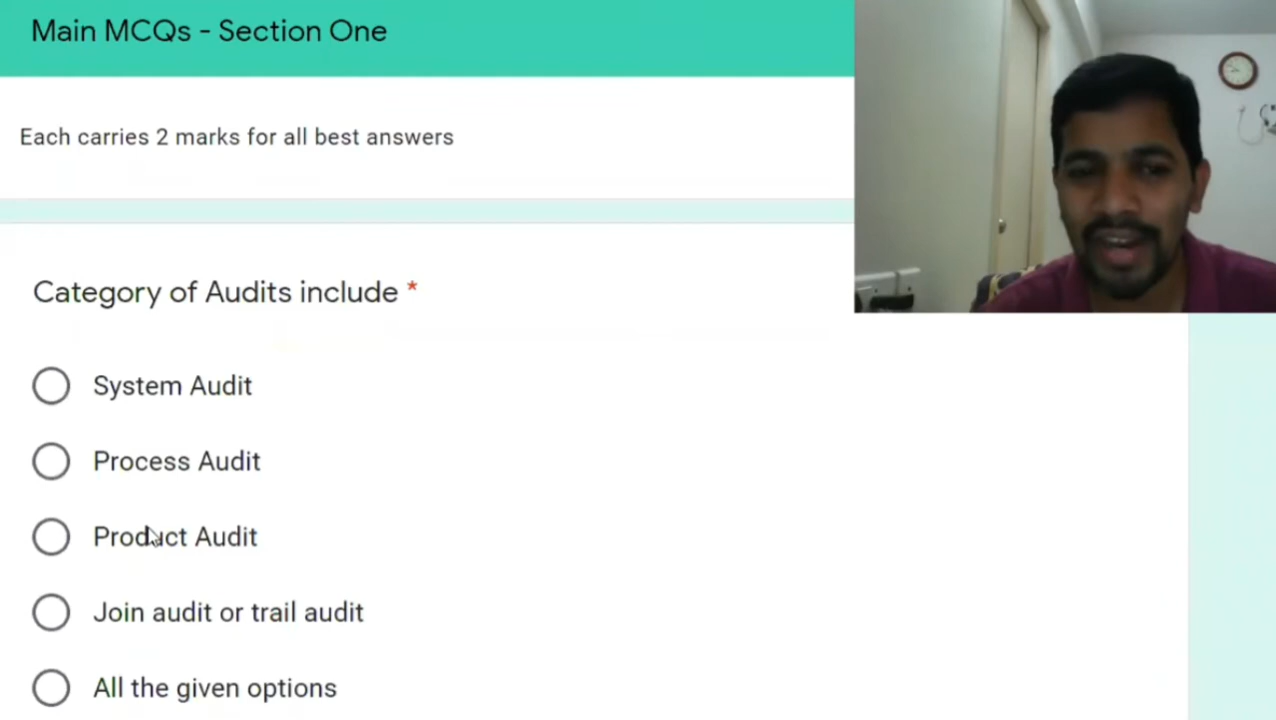 Main MCQs - Section One
Each carries 2 marks for all best answers
Category of Audits include *
System Audit
Process Audit
Product Audit
Join audit or trail audit
All the given options